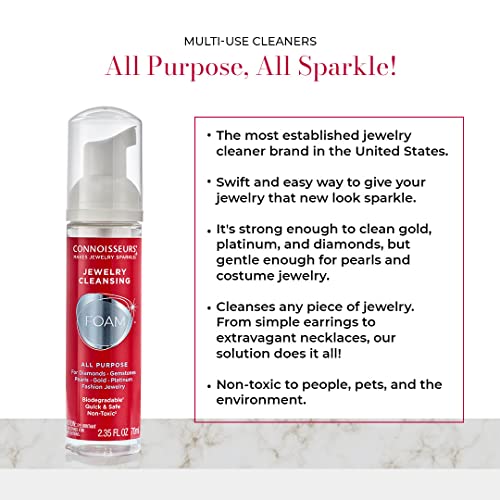 MULTI-USE CLEANERS
All Purpose, All Sparkle!
CONNOISSEURS
MAKES JEWELRY SPARKLE
JEWELRY
CLEANSING
FOAM
ALL PURPOSE
For Diamonds - Gemstones
Pearls - Gold - Platinum
Fashion Jewelry
Biodegradable
Quick & Safe
Non-Toxic
2.35 FL OZ 70ml
• The most established jewelry
cleaner brand in the United States.
• Swift and easy way to give your
jewelry that new look sparkle.
• It's strong enough to clean gold,
platinum, and diamonds, but
gentle enough for pearls and
costume jewelry.
• Cleanses any piece of jewelry.
From simple earrings to
extravagant necklaces, our
solution does it all!
• Non-toxic to people, pets, and the
environment.